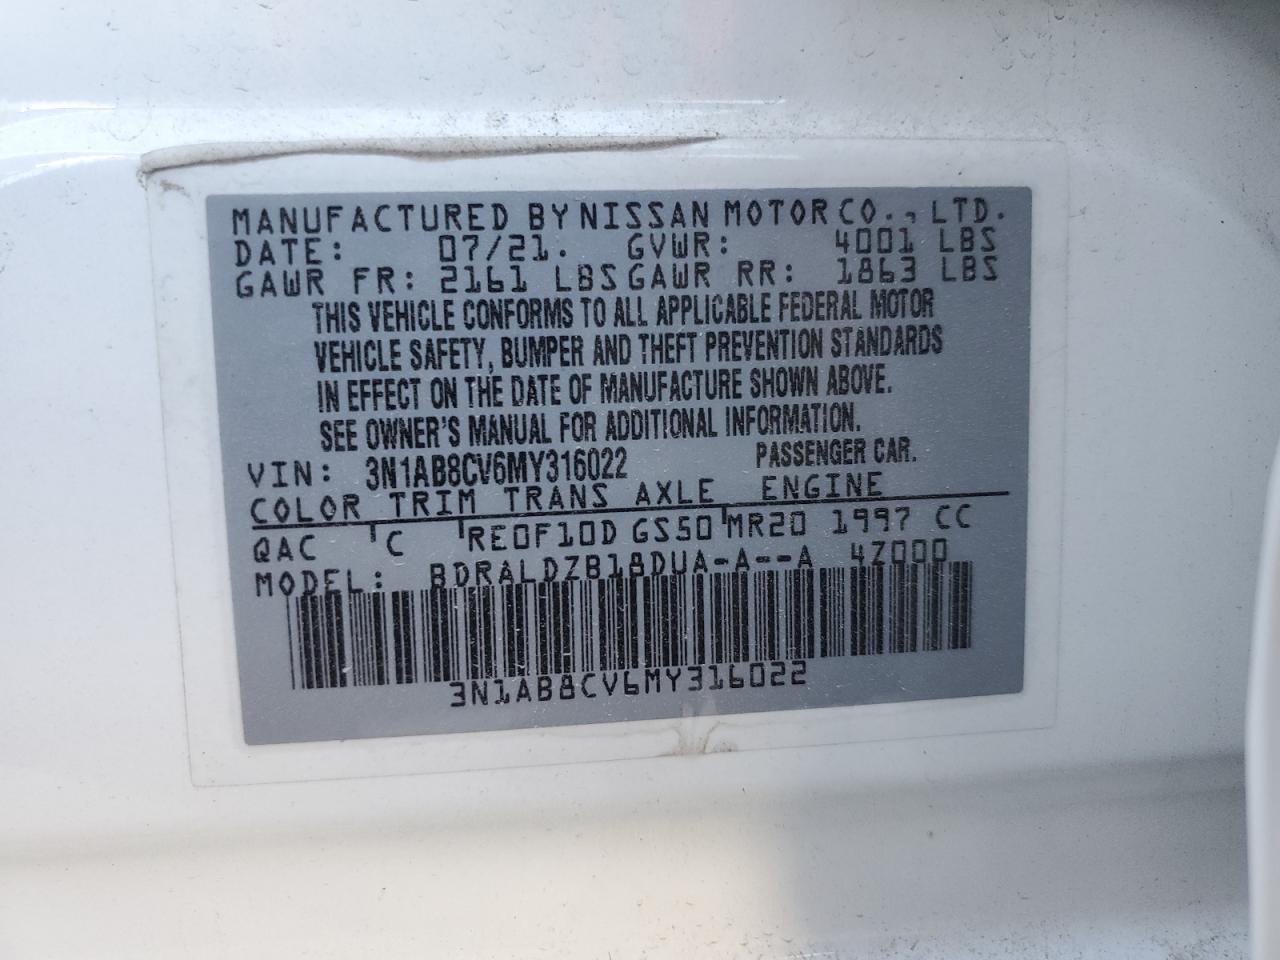 MANUFACTURED BY NISSAN MOTOR CO., LTD.
DATE: 07/21. GVWR: 4001 LBS
GAWR FR: 2161 LBS GAWR RR: 1863 LBS
THIS VEHICLE CONFORMS TO ALL APPLICABLE FEDERAL MOTOR
VEHICLE SAFETY, BUMPER AND THEFT PREVENTION STANDARDS
IN EFFECT ON THE DATE OF MANUFACTURE SHOWN ABOVE.
SEE OWNER'S MANUAL FOR ADDITIONAL INFORMATION.
VIN: 3N1AB8CV6MY316022 PASSENGER CAR.
COLOR TRIM TRANS AXLE ENGINE
QAC C RE0F10D GS50 MR20 1997 CC
MODEL: BDRALDZB18DUA-A--A 4Z000
3N1AB8CV6MY316022